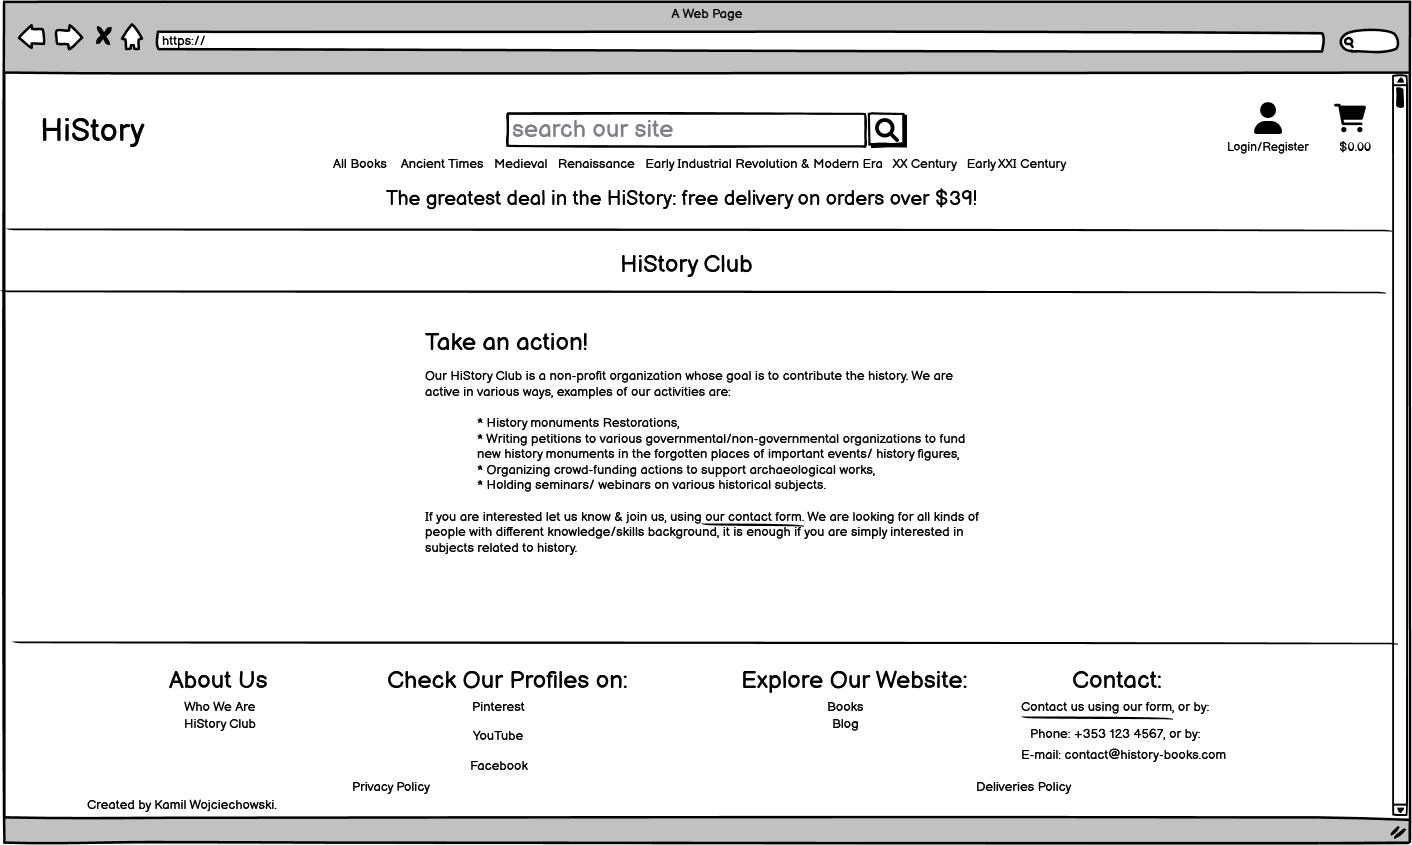 A Web Page
https://
HiStory
search our site
Login/Register
$0.00
All Books Ancient Times Medieval Renaissance Early Industrial Revolution & Modern Era XX Century Early XXI Century
The greatest deal in the HiStory: free delivery on orders over $39!
HiStory Club
Take an action!
Our HiStory Club is a non-profit organization whose goal is to contribute the history. We are
active in various ways, examples of our activities are:
* History monuments Restorations,
* Writing petitions to various governmental/non-governmental organizations to fund
new history monuments in the forgotten places of important events/ history figures,
* Organizing crowd-funding actions to support archaeological works,
* Holding seminars/ webinars on various historical subjects.
If you are interested let us know & join us, using our contact form. We are looking for all kinds of
people with different knowledge/skills background, it is enough if you are simply interested in
subjects related to history.
About Us
Who We Are
HiStory Club
Check Our Profiles on:
Pinterest
YouTube
Facebook
Explore Our Website:
Books
Blog
Contact:
Contact us using our form, or by:
Phone: +353 123 4567, or by:
E-mail: contact@history-books.com
Privacy Policy
Deliveries Policy
Created by Kamil Wojciechowski.